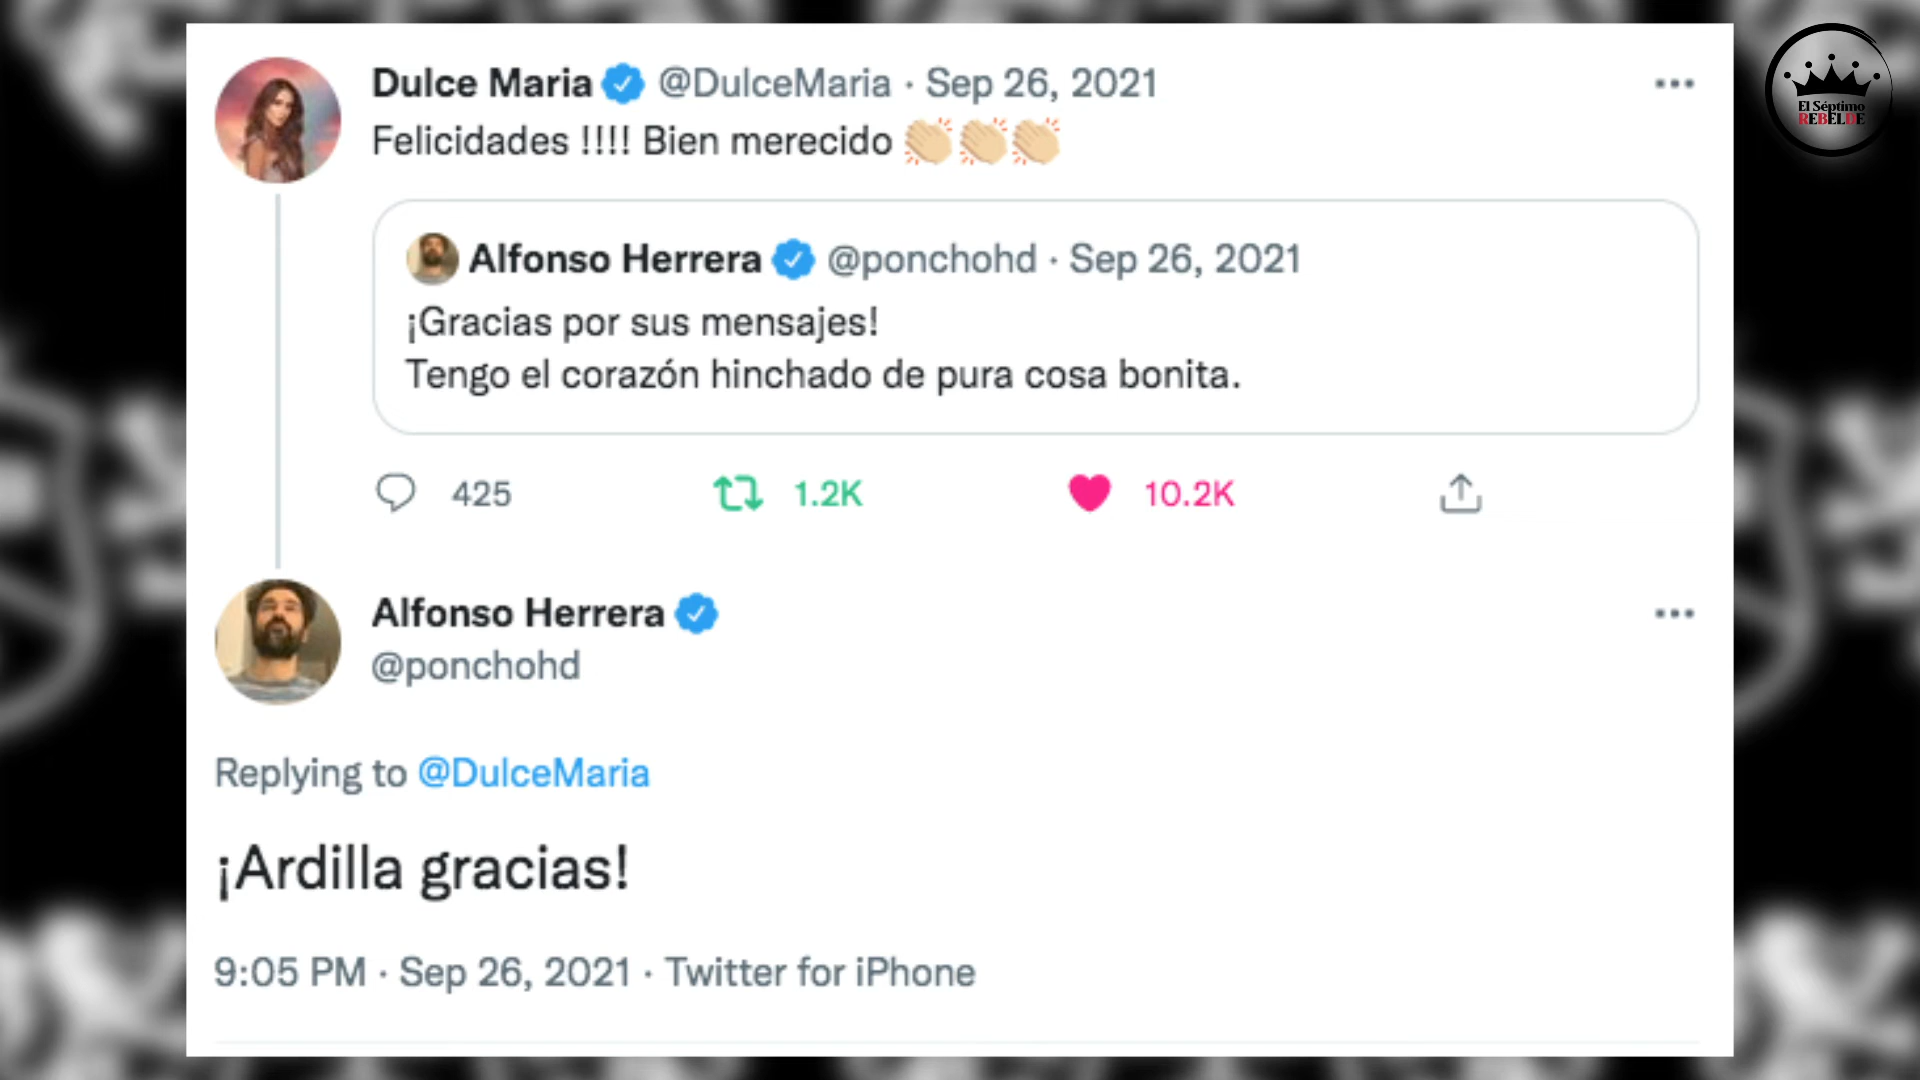 Dulce Maria @DulceMaria · Sep 26, 2021
Felicidades !!!! Bien merecido 👏🏼👏🏼👏🏼
Alfonso Herrera @ponchohd · Sep 26, 2021
¡Gracias por sus mensajes!
Tengo el corazón hinchado de pura cosa bonita.
425 1.2K 10.2K
Alfonso Herrera
@ponchohd
Replying to @DulceMaria
¡Ardilla gracias!
9:05 PM · Sep 26, 2021 · Twitter for iPhone
El Séptimo
REBELDE